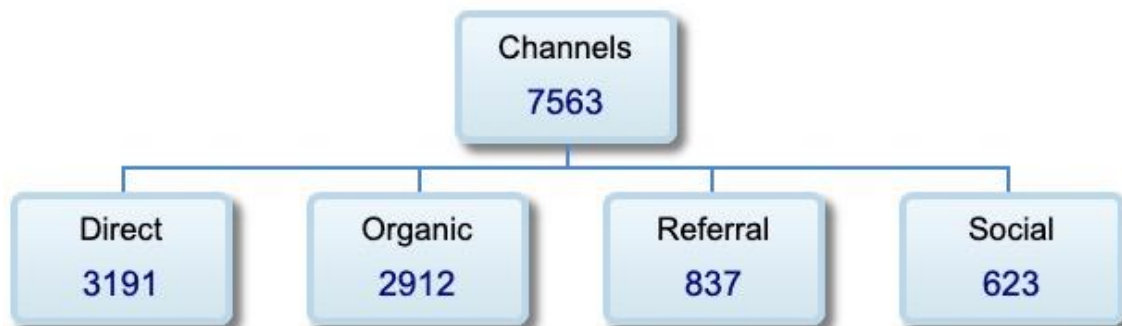 Channels
7563
Direct
3191
Organic
2912
Referral
837
Social
623